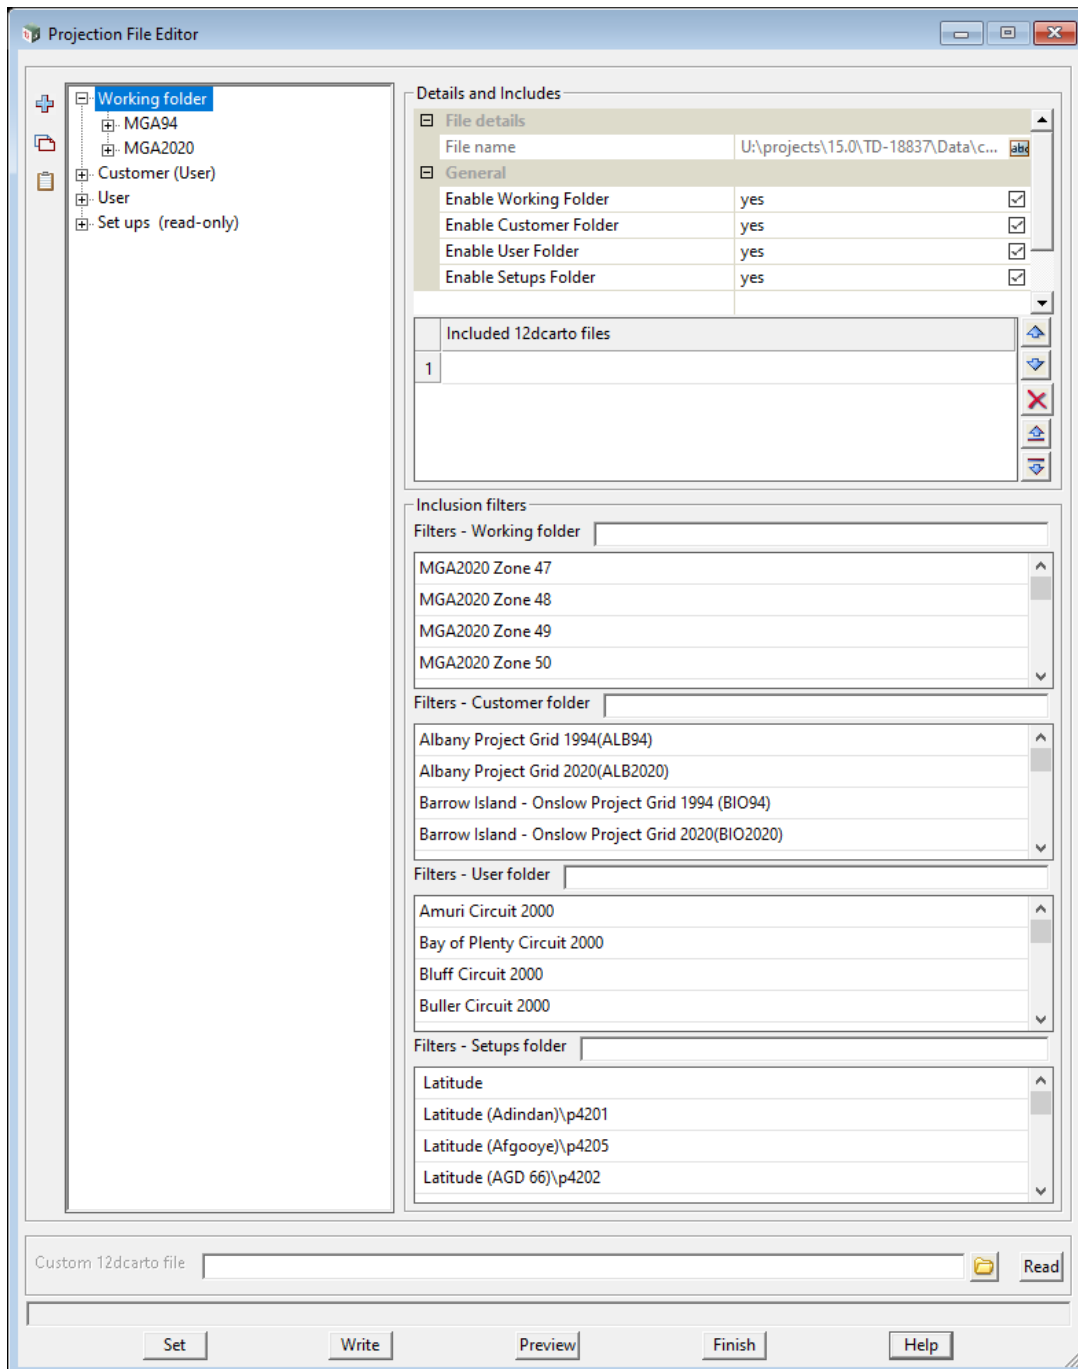 Projection File Editor
Working folder
MGA94
MGA2020
Customer (User)
User
Set ups (read-only)
Details and Includes
File details
File name U:\projects\15.0\TD-18837\Data\c... abc
General
Enable Working Folder yes
Enable Customer Folder yes
Enable User Folder yes
Enable Setups Folder yes
Included 12dcarto files
1
Inclusion filters
Filters - Working folder
MGA2020 Zone 47
MGA2020 Zone 48
MGA2020 Zone 49
MGA2020 Zone 50
Filters - Customer folder
Albany Project Grid 1994(ALB94)
Albany Project Grid 2020(ALB2020)
Barrow Island - Onslow Project Grid 1994 (BIO94)
Barrow Island - Onslow Project Grid 2020(BIO2020)
Filters - User folder
Amuri Circuit 2000
Bay of Plenty Circuit 2000
Bluff Circuit 2000
Buller Circuit 2000
Filters - Setups folder
Latitude
Latitude (Adindan)\p4201
Latitude (Afgooye)\p4205
Latitude (AGD 66)\p4202
Custom 12dcarto file Read
Set Write Preview Finish Help